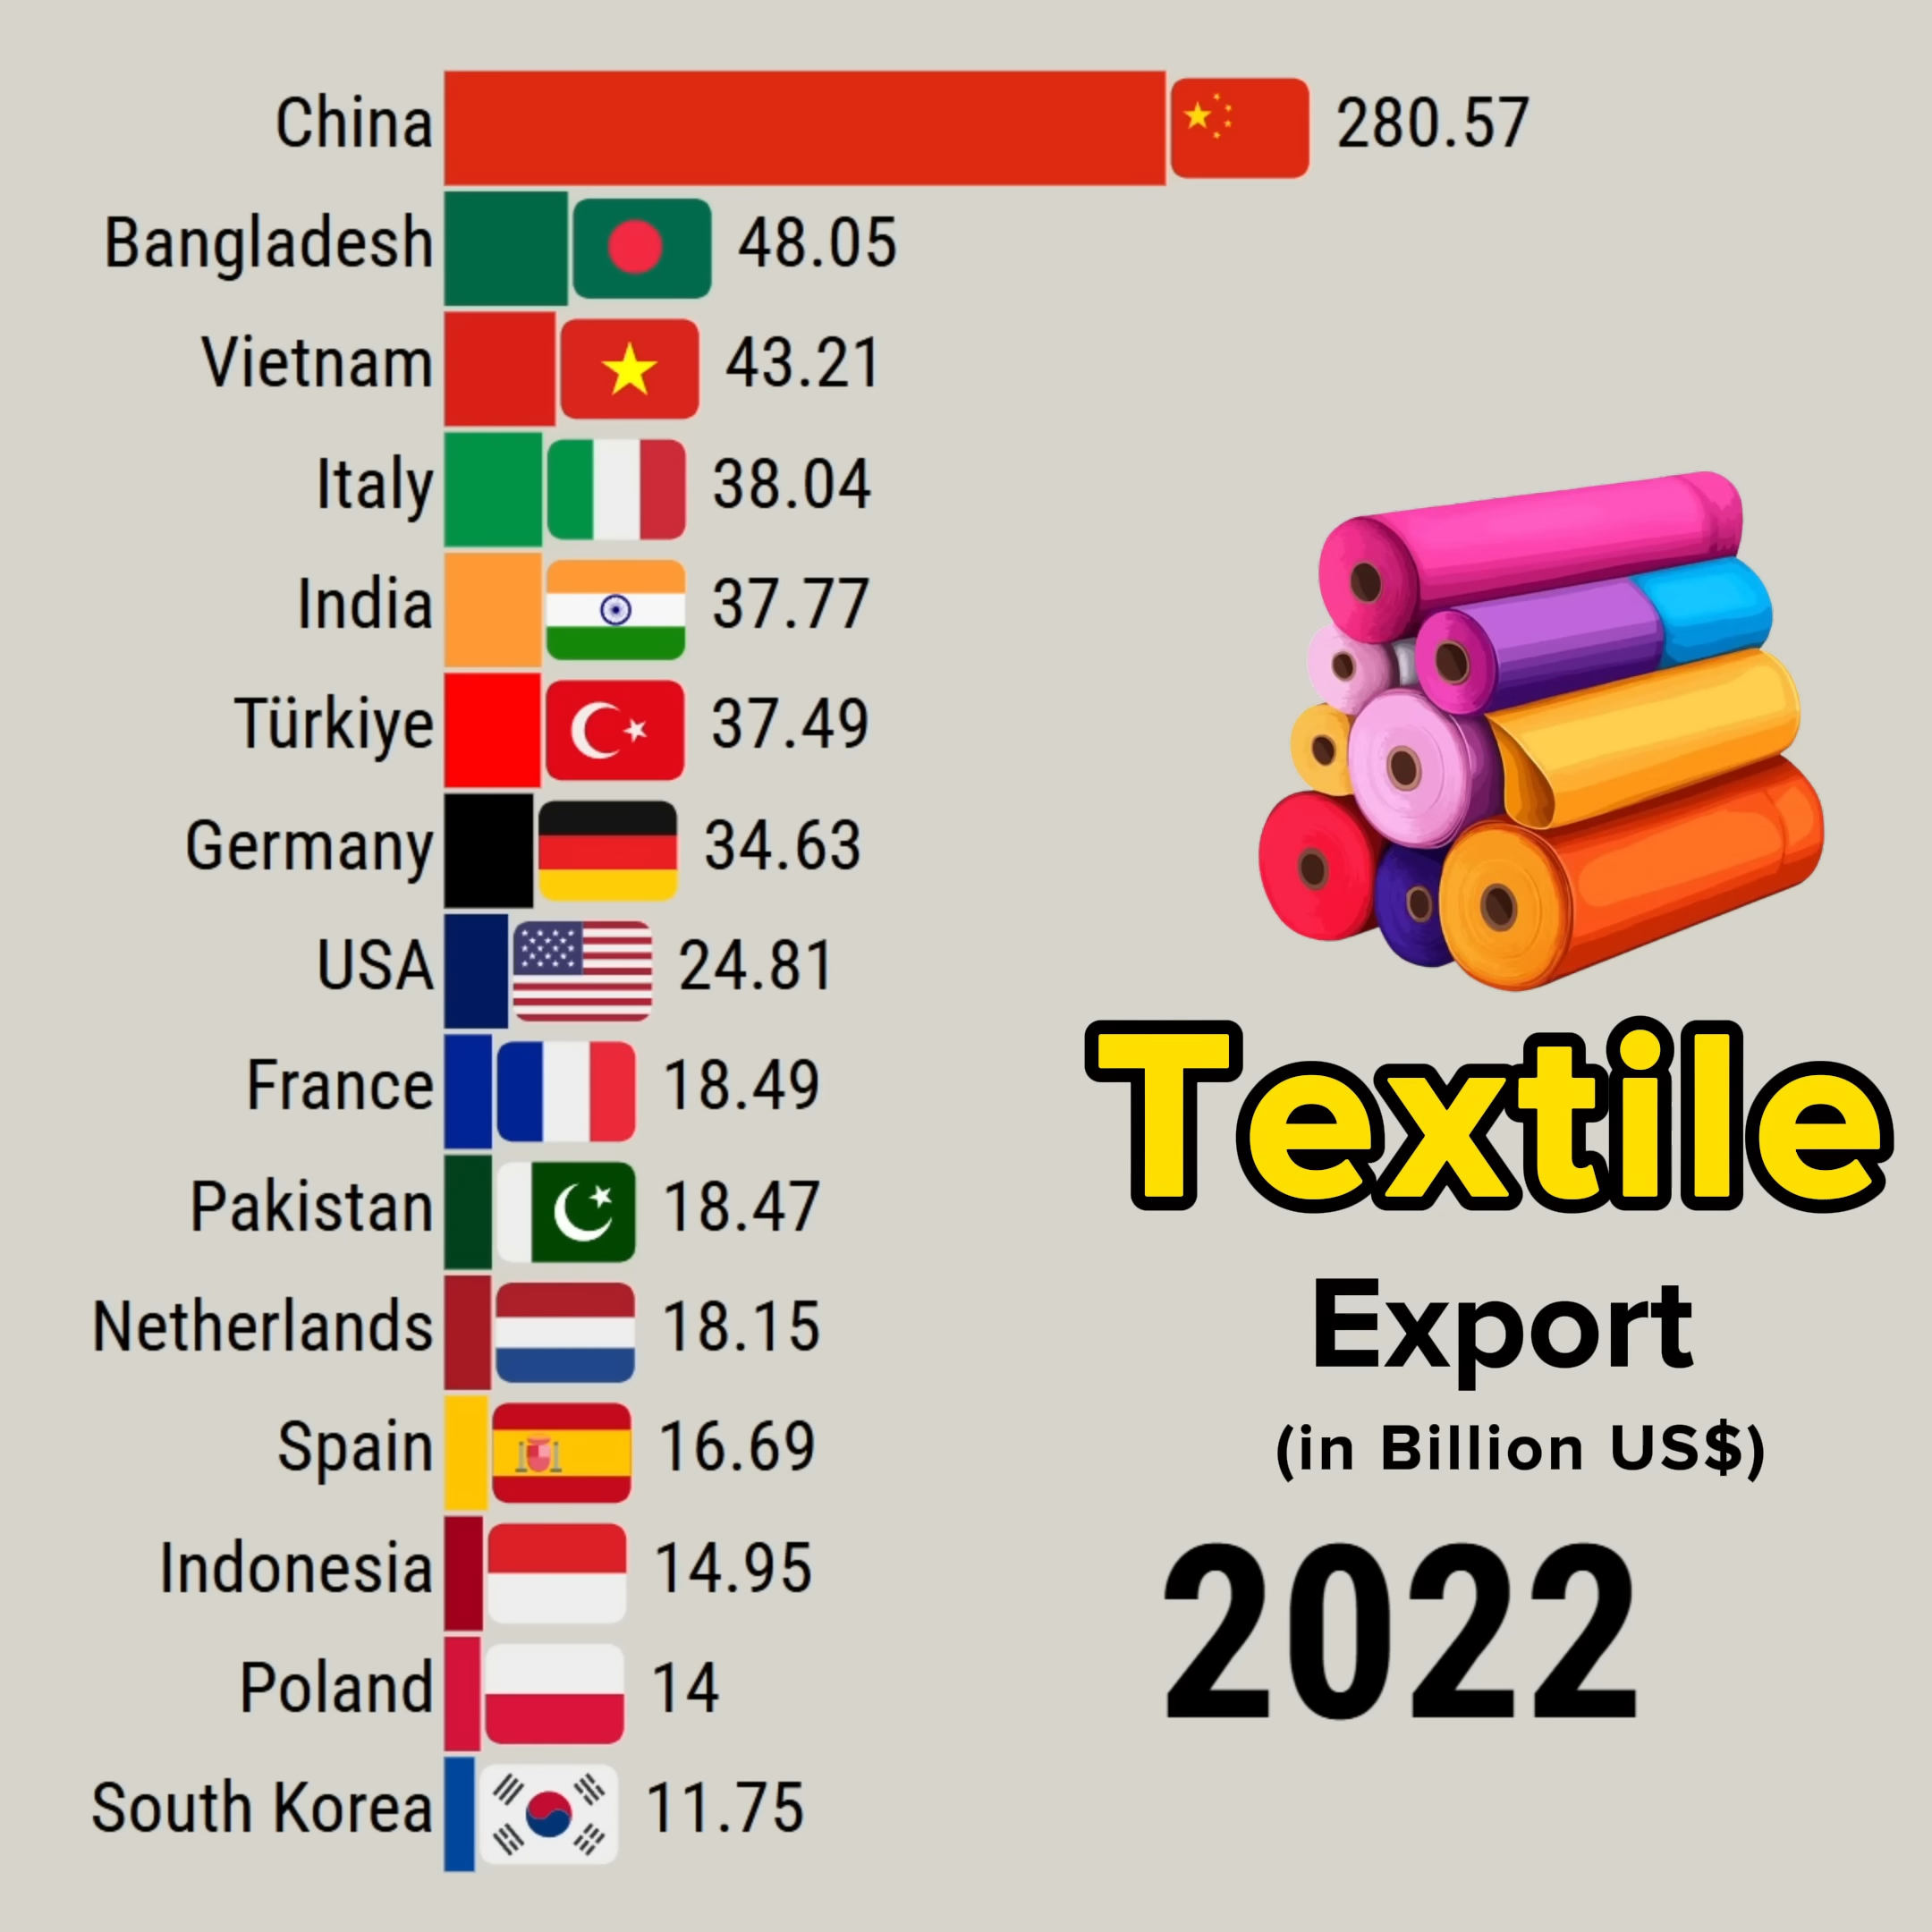 China 280.57
Bangladesh 48.05
Vietnam 43.21
Italy 38.04
India 37.77
Türkiye 37.49
Germany 34.63
USA 24.81
France 18.49
Pakistan 18.47
Netherlands 18.15
Spain 16.69
Indonesia 14.95
Poland 14
South Korea 11.75
Textile
Export
(in Billion US$)
2022